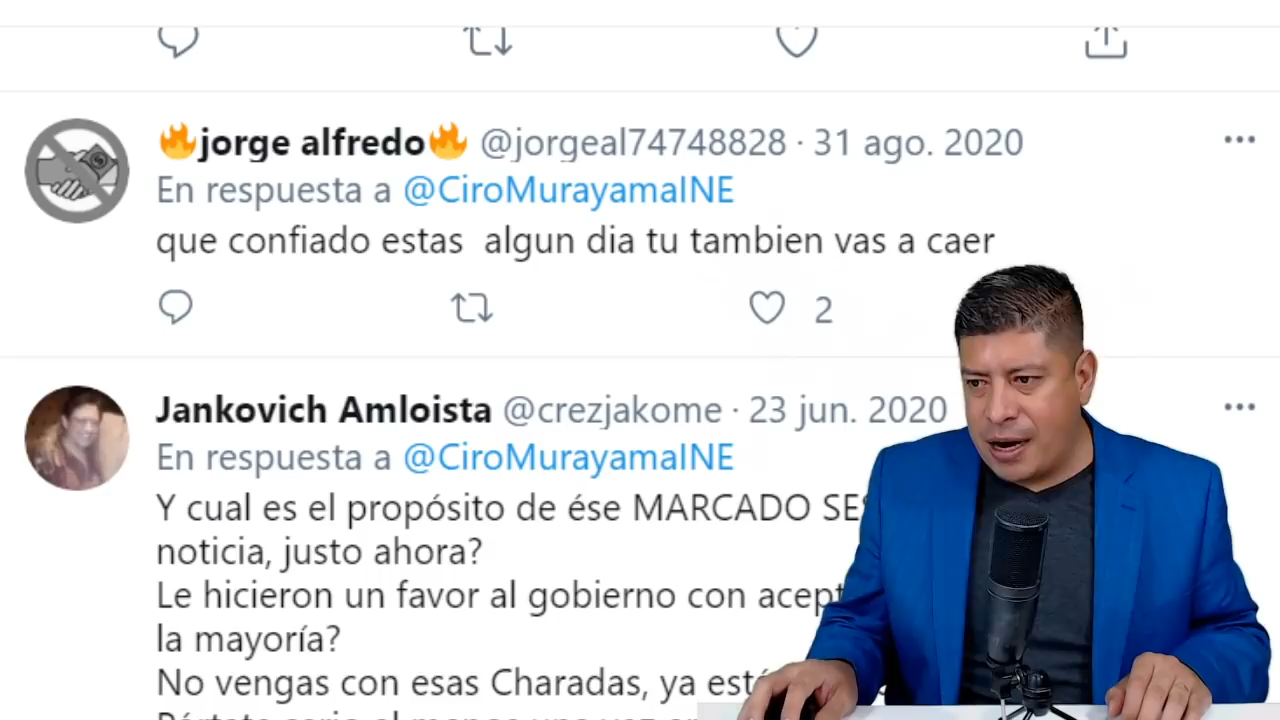 🔥jorge alfredo🔥 @jorgeal74748828 · 31 ago. 2020
En respuesta a @CiroMurayamaINE
que confiado estas algun dia tu tambien vas a caer
2
Jankovich Amloista @crezjakome · 23 jun. 2020
En respuesta a @CiroMurayamaINE
Y cual es el propósito de ése MARCADO
noticia, justo ahora?
Le hicieron un favor al gobierno con
la mayoría?
No vengas con esas Charadas, ya